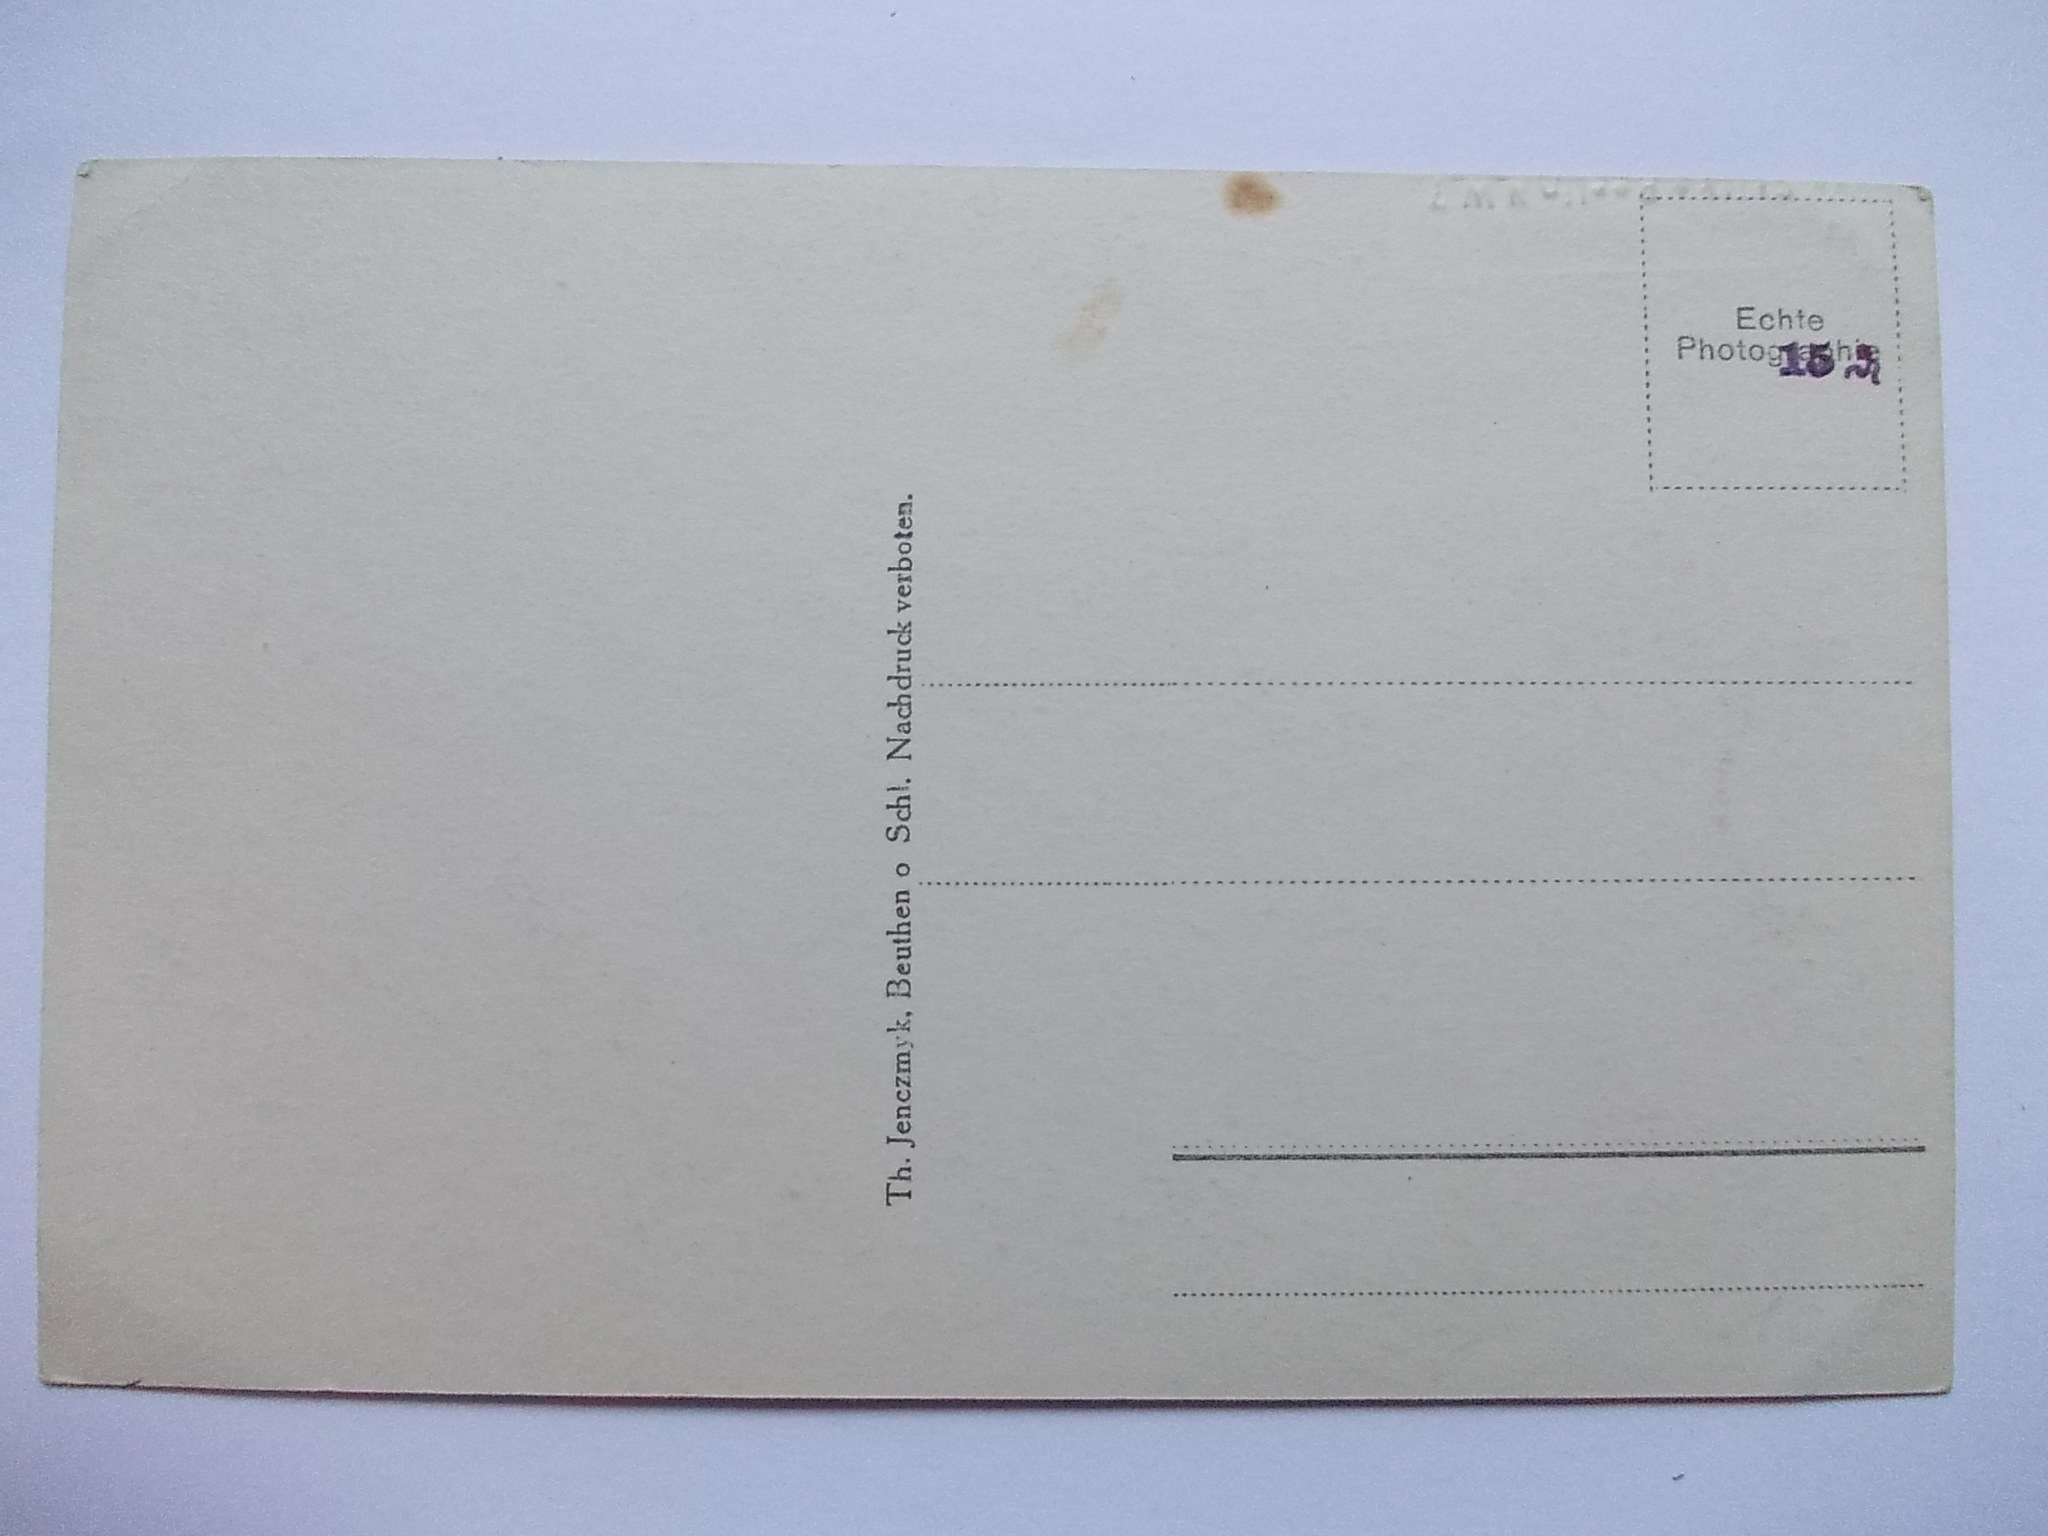 Echte
Photographie
15
Th. Jenczmyk, Beuthen o Schl. Nachdruck verboten.